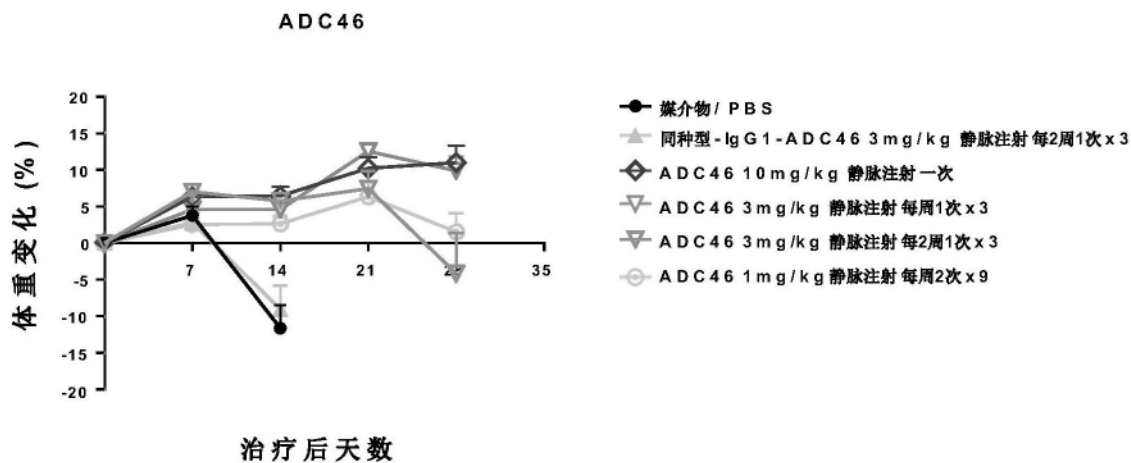 ADC46
20
15
10
5
0
-5
-10
-15
-20
7 14 21 28 35
体重变化(%)
治疗后天数
媒介物/ PBS
同种型-IgG1-ADC46 3mg/kg 静脉注射 每2周1次x3
ADC46 10mg/kg 静脉注射 一次
ADC46 3mg/kg 静脉注射 每周1次x3
ADC46 3mg/kg 静脉注射 每2周1次x3
ADC46 1mg/kg 静脉注射 每周2次x9